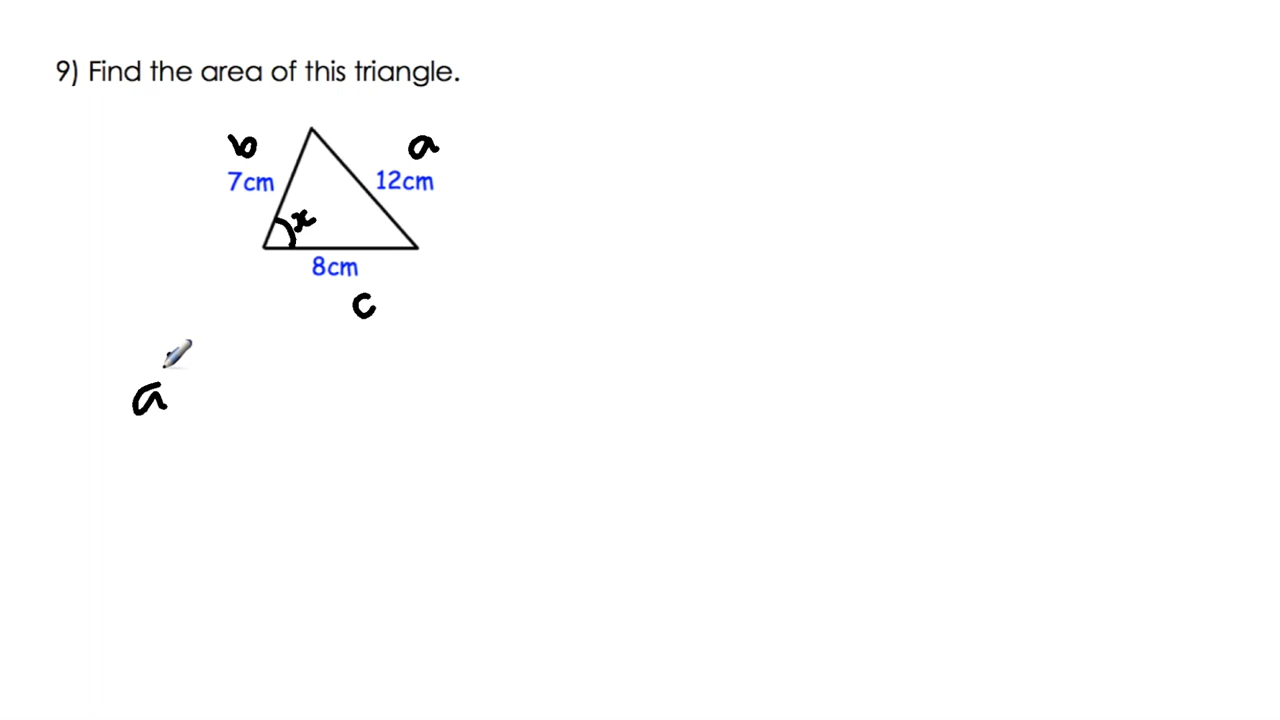 9) Find the area of this triangle.
b a
7cm 12cm
x
8cm
c
a